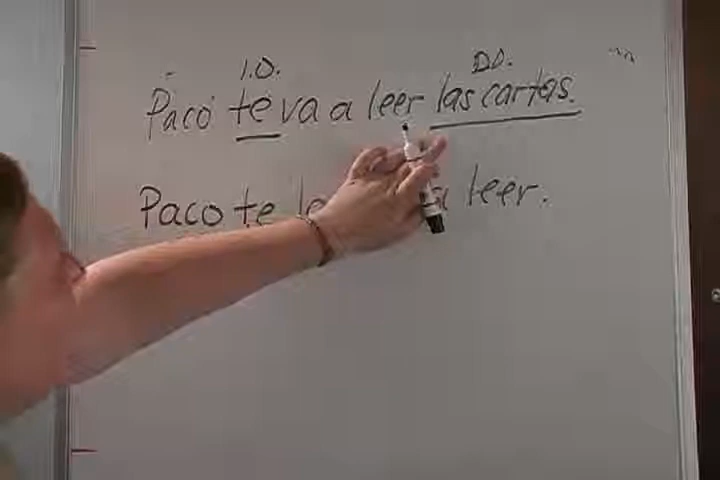 I.O. D.O.
Paco te va a leer las cartas.
Paco te a leer.